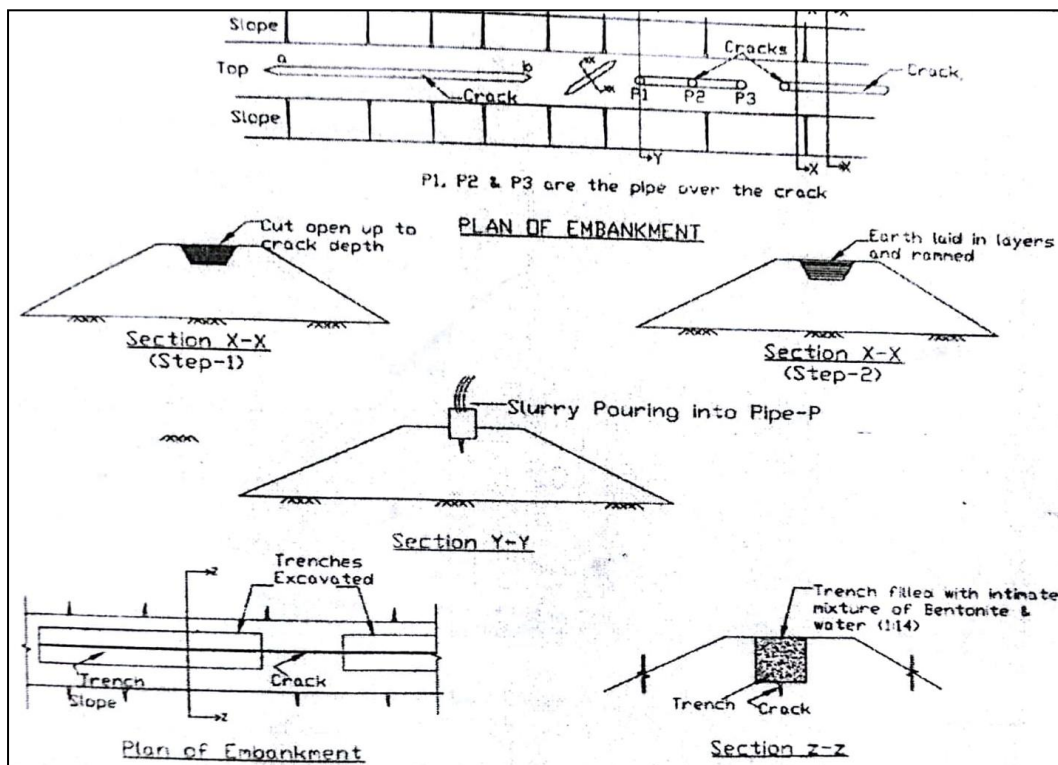 Slope
Top
a
b
Crack
xx
xx
Cracks
Crack.
P1 P2 P3
Slope
Y
X X
P1, P2 & P3 are the pipe over the crack
PLAN OF EMBANKMENT
Cut open up to
crack depth
Section X-X
(Step-1)
Earth laid in layers
and rammed
Section X-X
(Step-2)
Slurry Pouring into Pipe-P
Section Y-Y
z
Trenches
Excavated
Trench
Slope
Crack
z
Plan of Embankment
Trench filled with intimate
mixture of Bentonite &
water (1:14)
Trench
Crack
Section z-z